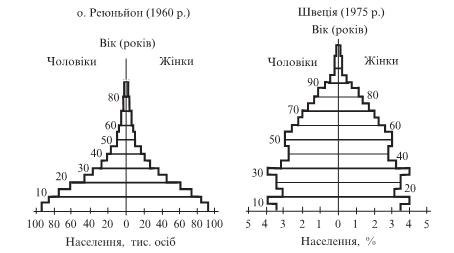 о. Реюньйон (1960 р.)
Вік (років)
Чоловіки Жінки
80
60
50
40
30
20
10
100 80 60 40 20 0 20 40 60 80 100
Населення, тис. осіб
Швеція (1975 р.)
Вік (років)
Чоловіки Жінки
90
80
70
60
50
40
30
20
10
5 4 3 2 1 0 1 2 3 4 5
Населення, %